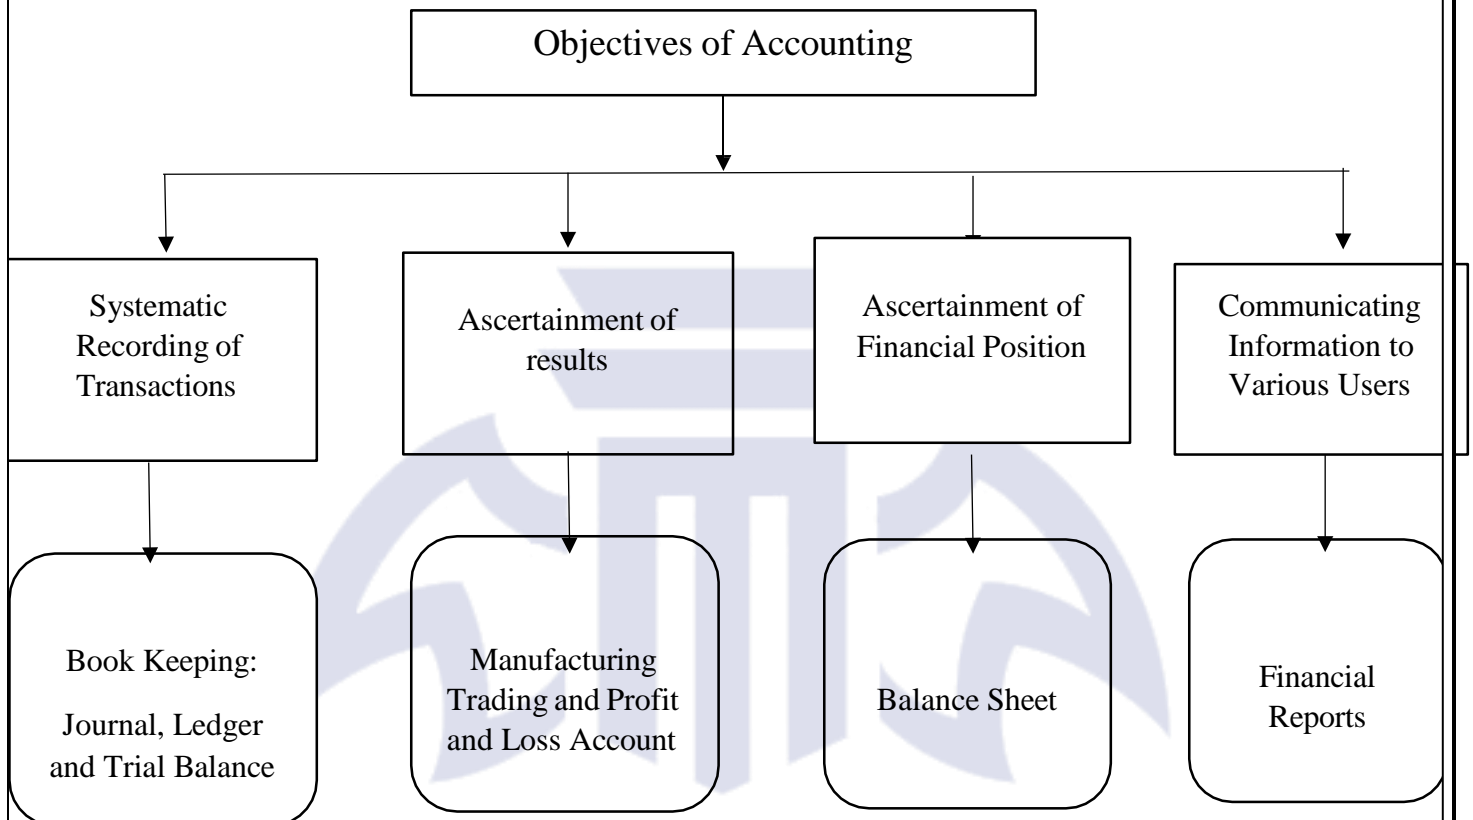 Objectives of Accounting
Systematic
Recording of
Transactions
Ascertainment of
results
Ascertainment of
Financial Position
Communicating
Information to
Various Users
Book Keeping:
Journal, Ledger
and Trial Balance
Manufacturing
Trading and Profit
and Loss Account
Balance Sheet
Financial
Reports